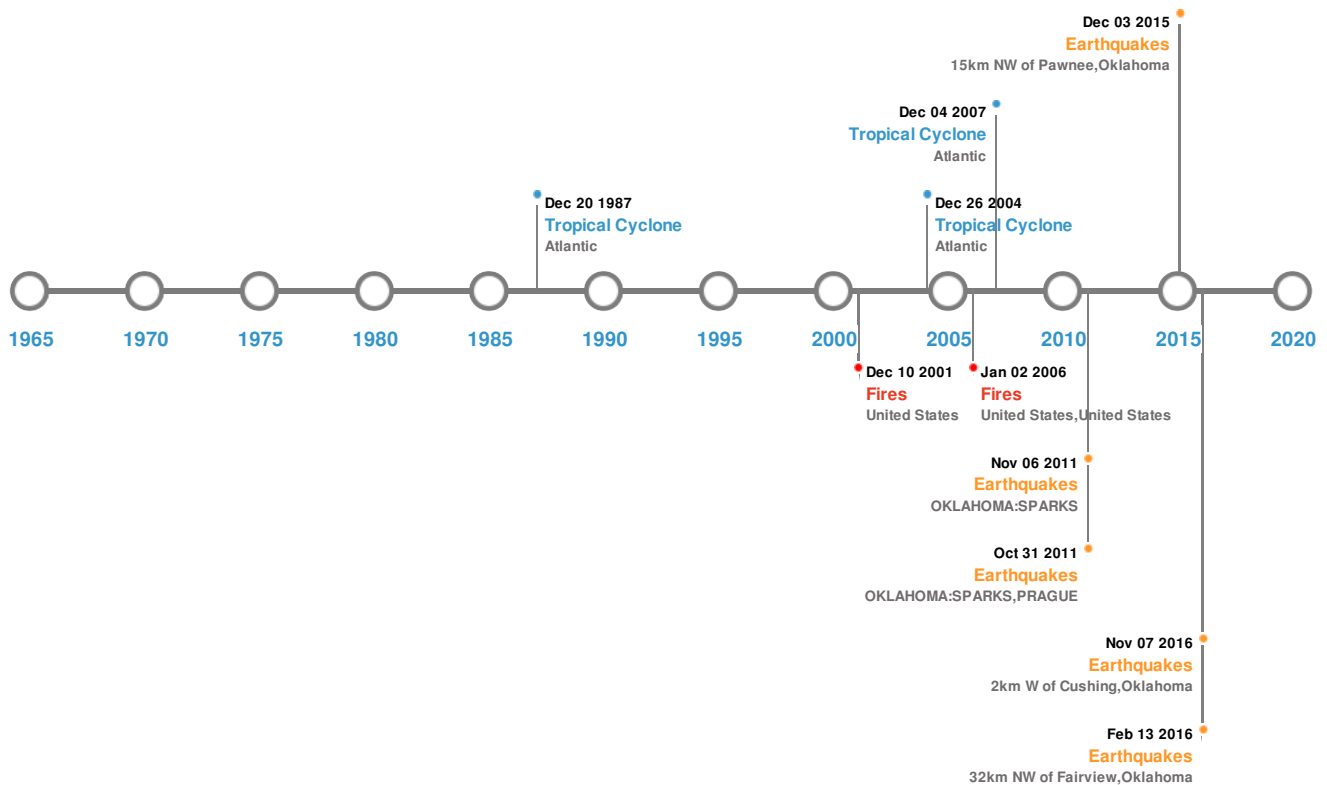 Dec 03 2015
Earthquakes
15km NW of Pawnee,Oklahoma
Dec 04 2007
Tropical Cyclone
Atlantic
Dec 20 1987
Tropical Cyclone
Atlantic
Dec 26 2004
Tropical Cyclone
Atlantic
1965 1970 1975 1980 1985 1990 1995 2000 2005 2010 2015 2020
Dec 10 2001
Fires
United States
Jan 02 2006
Fires
United States,United States
Nov 06 2011
Earthquakes
OKLAHOMA:SPARKS
Oct 31 2011
Earthquakes
OKLAHOMA:SPARKS,PRAGUE
Nov 07 2016
Earthquakes
2km W of Cushing,Oklahoma
Feb 13 2016
Earthquakes
32km NW of Fairview,Oklahoma